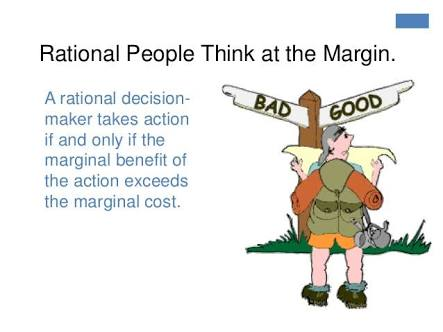 Rational People Think at the Margin.
A rational decision-
maker takes action
if and only if the
marginal benefit of
the action exceeds
the marginal cost.
BAD
GOOD